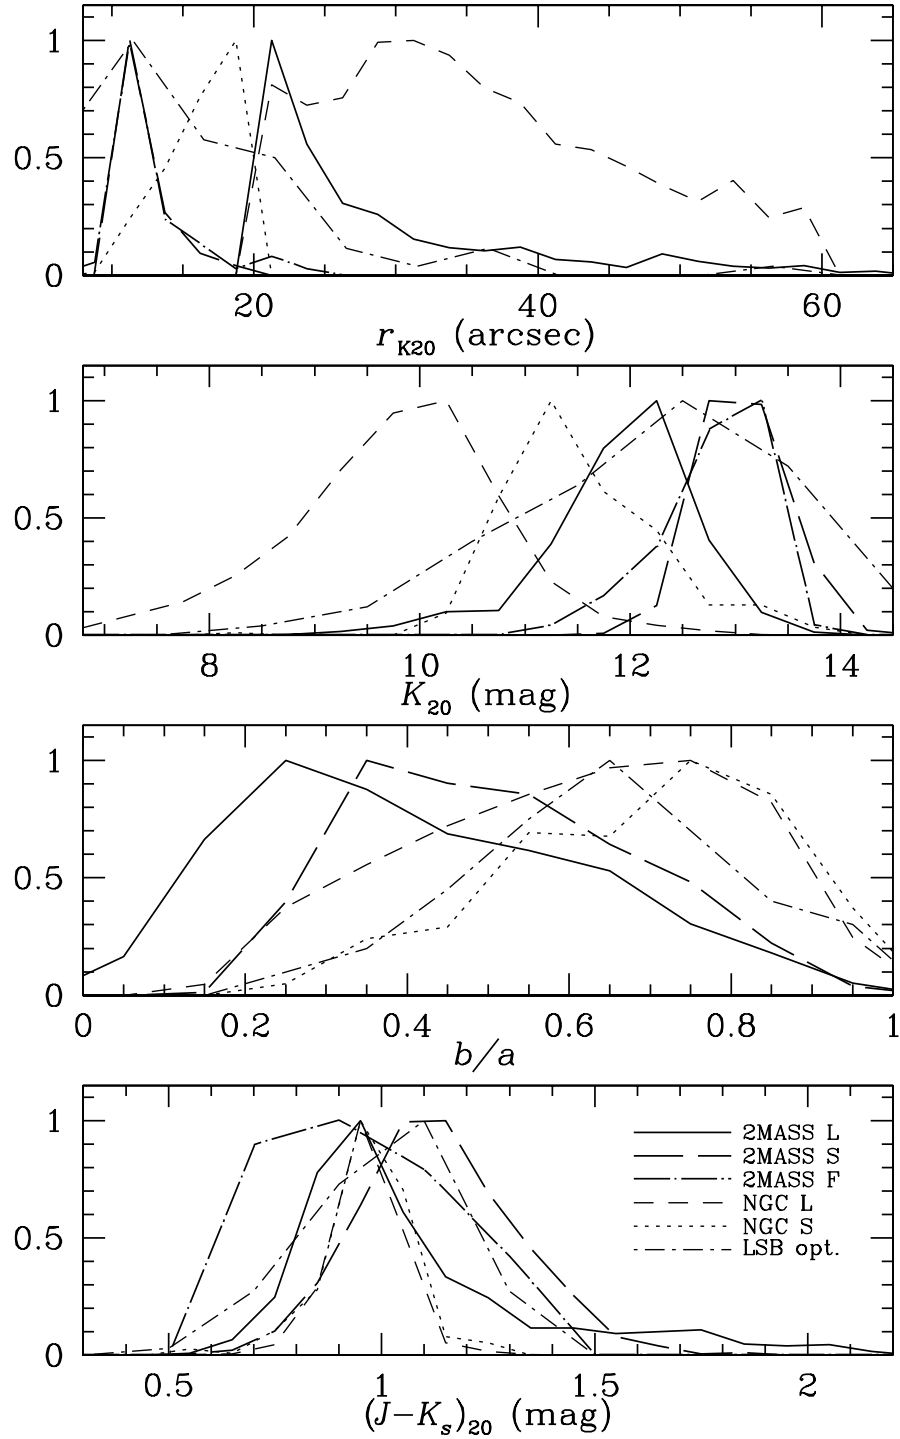 1
0.5
0
20 40 60
r_K20 (arcsec)
1
0.5
0
8 10 12 14
K_20 (mag)
1
0.5
0
0 0.2 0.4 0.6 0.8 1
b/a
1
0.5
0
2MASS L
2MASS S
2MASS F
NGC L
NGC S
LSB opt.
0.5 1 1.5 2
(J−K_s)_20 (mag)